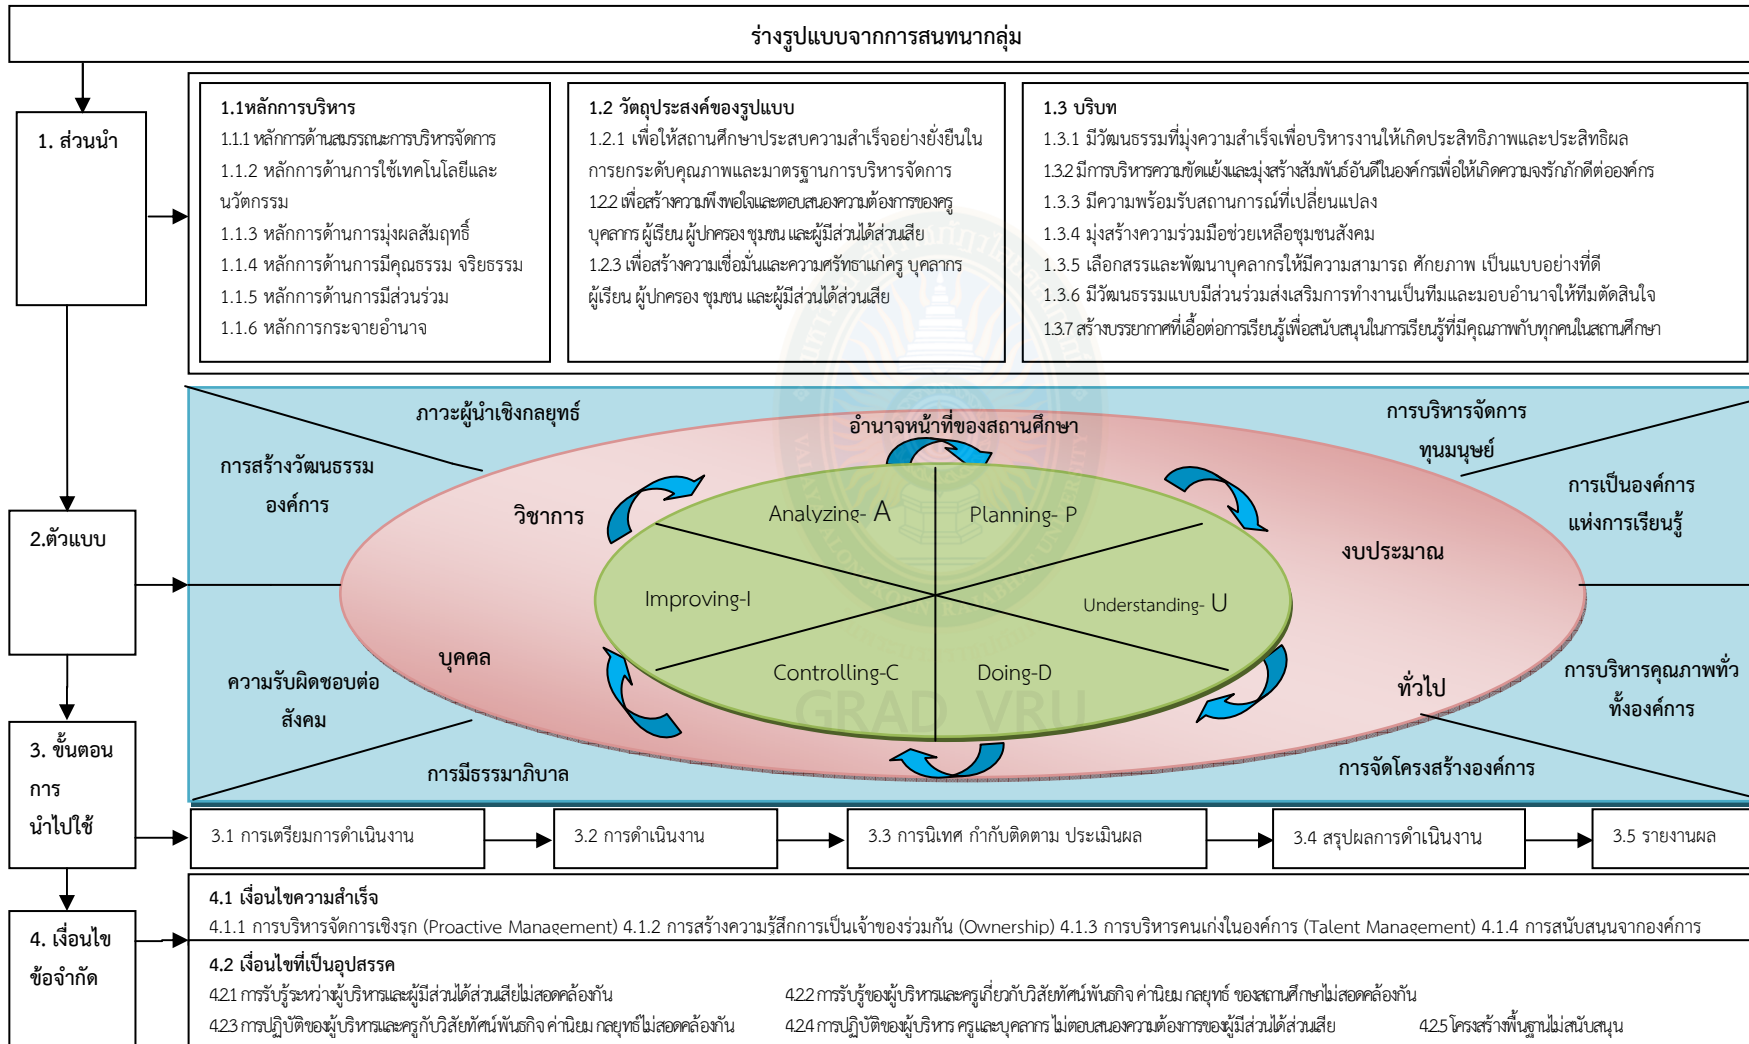 ร่างรูปแบบจากการสนทนากลุ่ม
1. ส่วนนำ
1.1หลักการบริหาร
1.1.1 หลักการด้านสมรรถนะการบริหารจัดการ
1.1.2 หลักการด้านการใช้เทคโนโลยีและ
นวัตกรรม
1.1.3 หลักการด้านการมุ่งผลสัมฤทธิ์
1.1.4 หลักการด้านการมีคุณธรรม จริยธรรม
1.1.5 หลักการด้านการมีส่วนร่วม
1.1.6 หลักการกระจายอำนาจ
1.2 วัตถุประสงค์ของรูปแบบ
1.2.1 เพื่อให้สถานศึกษาประสบความสำเร็จอย่างยั่งยืนใน
การยกระดับคุณภาพและมาตรฐานการบริหารจัดการ
1.2.2 เพื่อสร้างความพึงพอใจและตอบสนองความต้องการของครู
บุคลากร ผู้เรียน ผู้ปกครอง ชุมชน และผู้มีส่วนได้ส่วนเสีย
1.2.3 เพื่อสร้างความเชื่อมั่นและความศรัทธาแก่ครู บุคลากร
ผู้เรียน ผู้ปกครอง ชุมชน และผู้มีส่วนได้ส่วนเสีย
1.3 บริบท
1.3.1 มีวัฒนธรรมที่มุ่งความสำเร็จเพื่อบริหารงานให้เกิดประสิทธิภาพและประสิทธิผล
1.3.2 มีการบริหารความขัดแย้งและมุ่งสร้างสัมพันธ์อันดีในองค์กรเพื่อให้เกิดความจงรักภักดีต่อองค์กร
1.3.3 มีความพร้อมรับสถานการณ์ที่เปลี่ยนแปลง
1.3.4 มุ่งสร้างความร่วมมือช่วยเหลือชุมชนสังคม
1.3.5 เลือกสรรและพัฒนาบุคลากรให้มีความสามารถ ศักยภาพ เป็นแบบอย่างที่ดี
1.3.6 มีวัฒนธรรมแบบมีส่วนร่วมส่งเสริมการทำงานเป็นทีมและมอบอำนาจให้ทีมตัดสินใจ
1.3.7 สร้างบรรยากาศที่เอื้อต่อการเรียนรู้เพื่อสนับสนุนในการเรียนรู้ที่มีคุณภาพกับทุกคนในสถานศึกษา
2.ตัวแบบ
ภาวะผู้นำเชิงกลยุทธ์
การสร้างวัฒนธรรม
องค์การ
อำนาจหน้าที่ของสถานศึกษา
การบริหารจัดการ
ทุนมนุษย์
การเป็นองค์การ
แห่งการเรียนรู้
วิชาการ
งบประมาณ
Analyzing- A
Planning- P
Improving-I
Understanding- U
Controlling-C
Doing-D
บุคคล
ทั่วไป
ความรับผิดชอบต่อ
สังคม
การบริหารคุณภาพทั่ว
ทั้งองค์การ
การมีธรรมาภิบาล
การจัดโครงสร้างองค์การ
GRAD VRU
3. ขั้นตอน
การ
นำไปใช้
3.1 การเตรียมการดำเนินงาน
3.2 การดำเนินงาน
3.3 การนิเทศ กำกับติดตาม ประเมินผล
3.4 สรุปผลการดำเนินงาน
3.5 รายงานผล
4. เงื่อนไข
ข้อจำกัด
4.1 เงื่อนไขความสำเร็จ
4.1.1 การบริหารจัดการเชิงรุก (Proactive Management) 4.1.2 การสร้างความรู้สึกการเป็นเจ้าของร่วมกัน (Ownership) 4.1.3 การบริหารคนเก่งในองค์การ (Talent Management) 4.1.4 การสนับสนุนจากองค์การ
4.2 เงื่อนไขที่เป็นอุปสรรค
4.2.1 การรับรู้ระหว่างผู้บริหารและผู้มีส่วนได้ส่วนเสียไม่สอดคล้องกัน 4.2.2 การรับรู้ของผู้บริหารและครูเกี่ยวกับวิสัยทัศน์พันธกิจ ค่านิยม กลยุทธ์ ของสถานศึกษาไม่สอดคล้องกัน
4.2.3 การปฏิบัติของผู้บริหารและครูกับวิสัยทัศน์พันธกิจ ค่านิยม กลยุทธ์ไม่สอดคล้องกัน 4.2.4 การปฏิบัติของผู้บริหาร ครูและบุคลากร ไม่ตอบสนองความต้องการของผู้มีส่วนได้ส่วนเสีย 4.2.5 โครงสร้างพื้นฐานไม่สนับสนุน